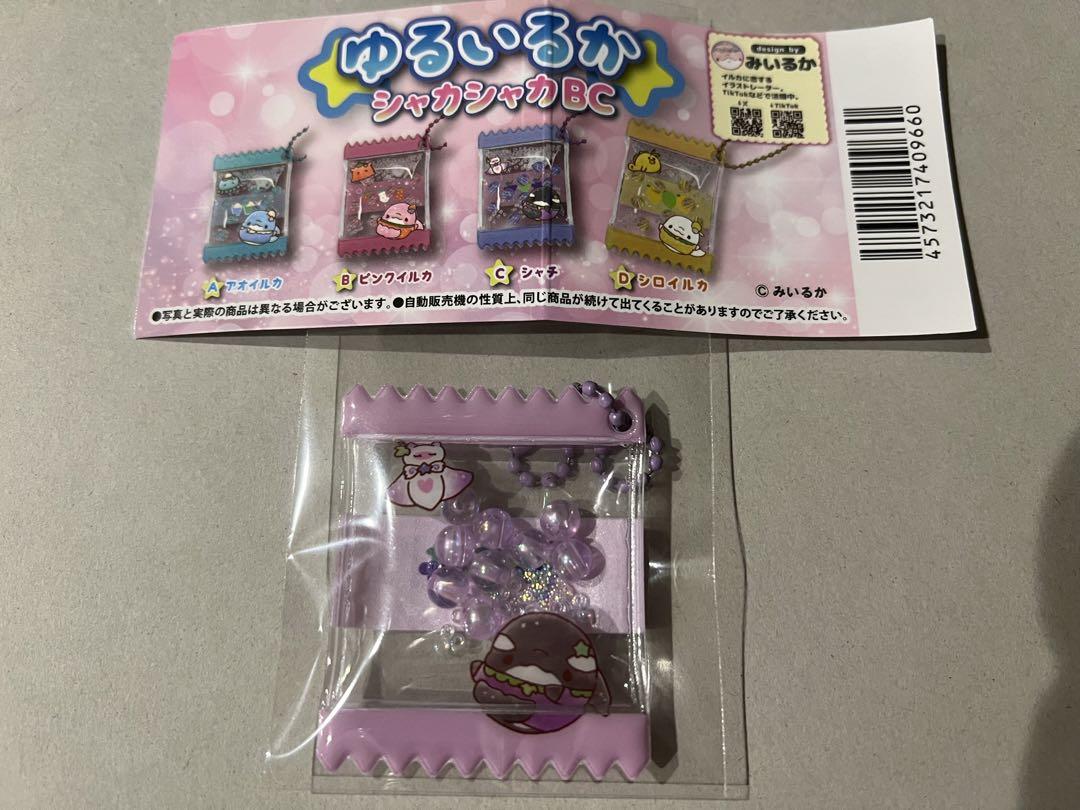 ゆるいるか
シャカシャカBC
design by
みいるか
イルカに恋する
イラストレーター。
TikTokなどで活動中。
X
TikTok
A アオイルカ
B ピンクイルカ
C シャチ
D シロイルカ
© みいるか
●写真と実際の商品は異なる場合がございます。●自動販売機の性質上、同じ商品が続けて出てくることがありますのでご了承ください。
4573217409660